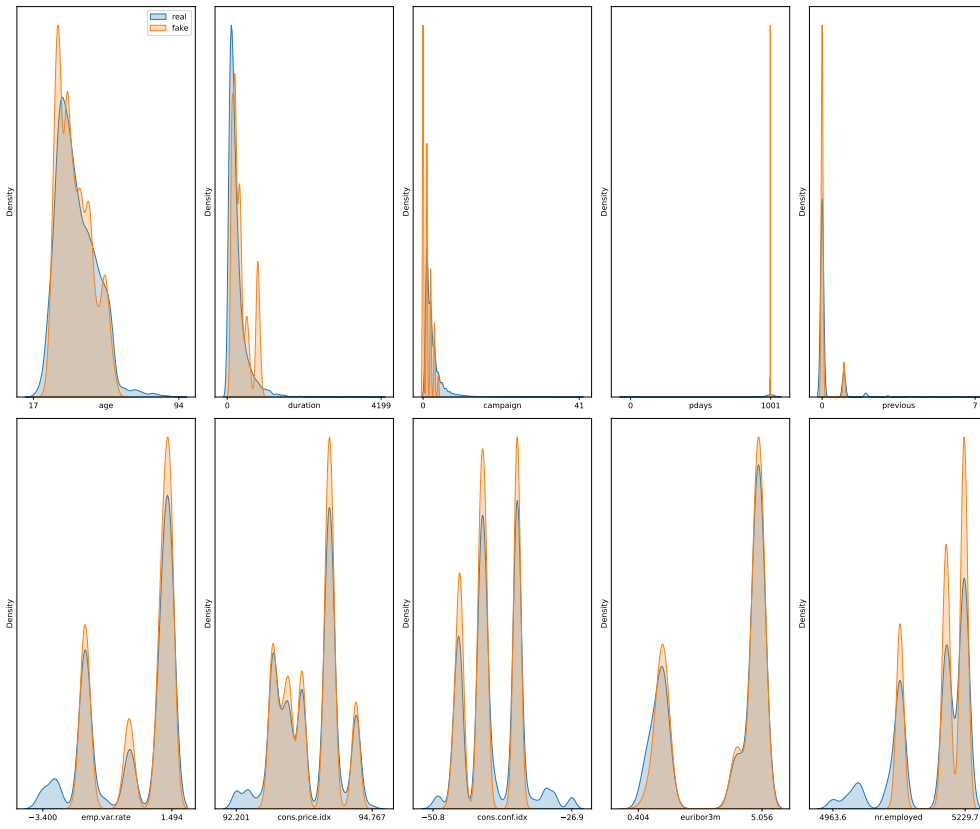 real
fake
Density
17 age 94
Density
0 duration 4199
Density
0 campaign 41
Density
0 pdays 1001
Density
0 previous 7
Density
−3.400 emp.var.rate 1.494
Density
92.201 cons.price.idx 94.767
Density
−50.8 cons.conf.idx −26.9
Density
0.404 euribor3m 5.056
Density
4963.6 nr.employed